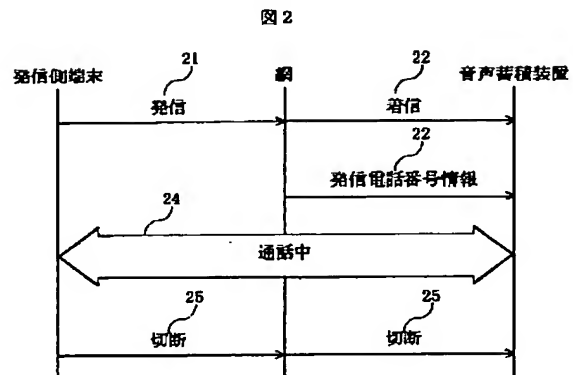 図2
21
22
発信側端末
網
音声蓄積装置
発信
着信
22
発信電話番号情報
24
通話中
25
25
切断
切断